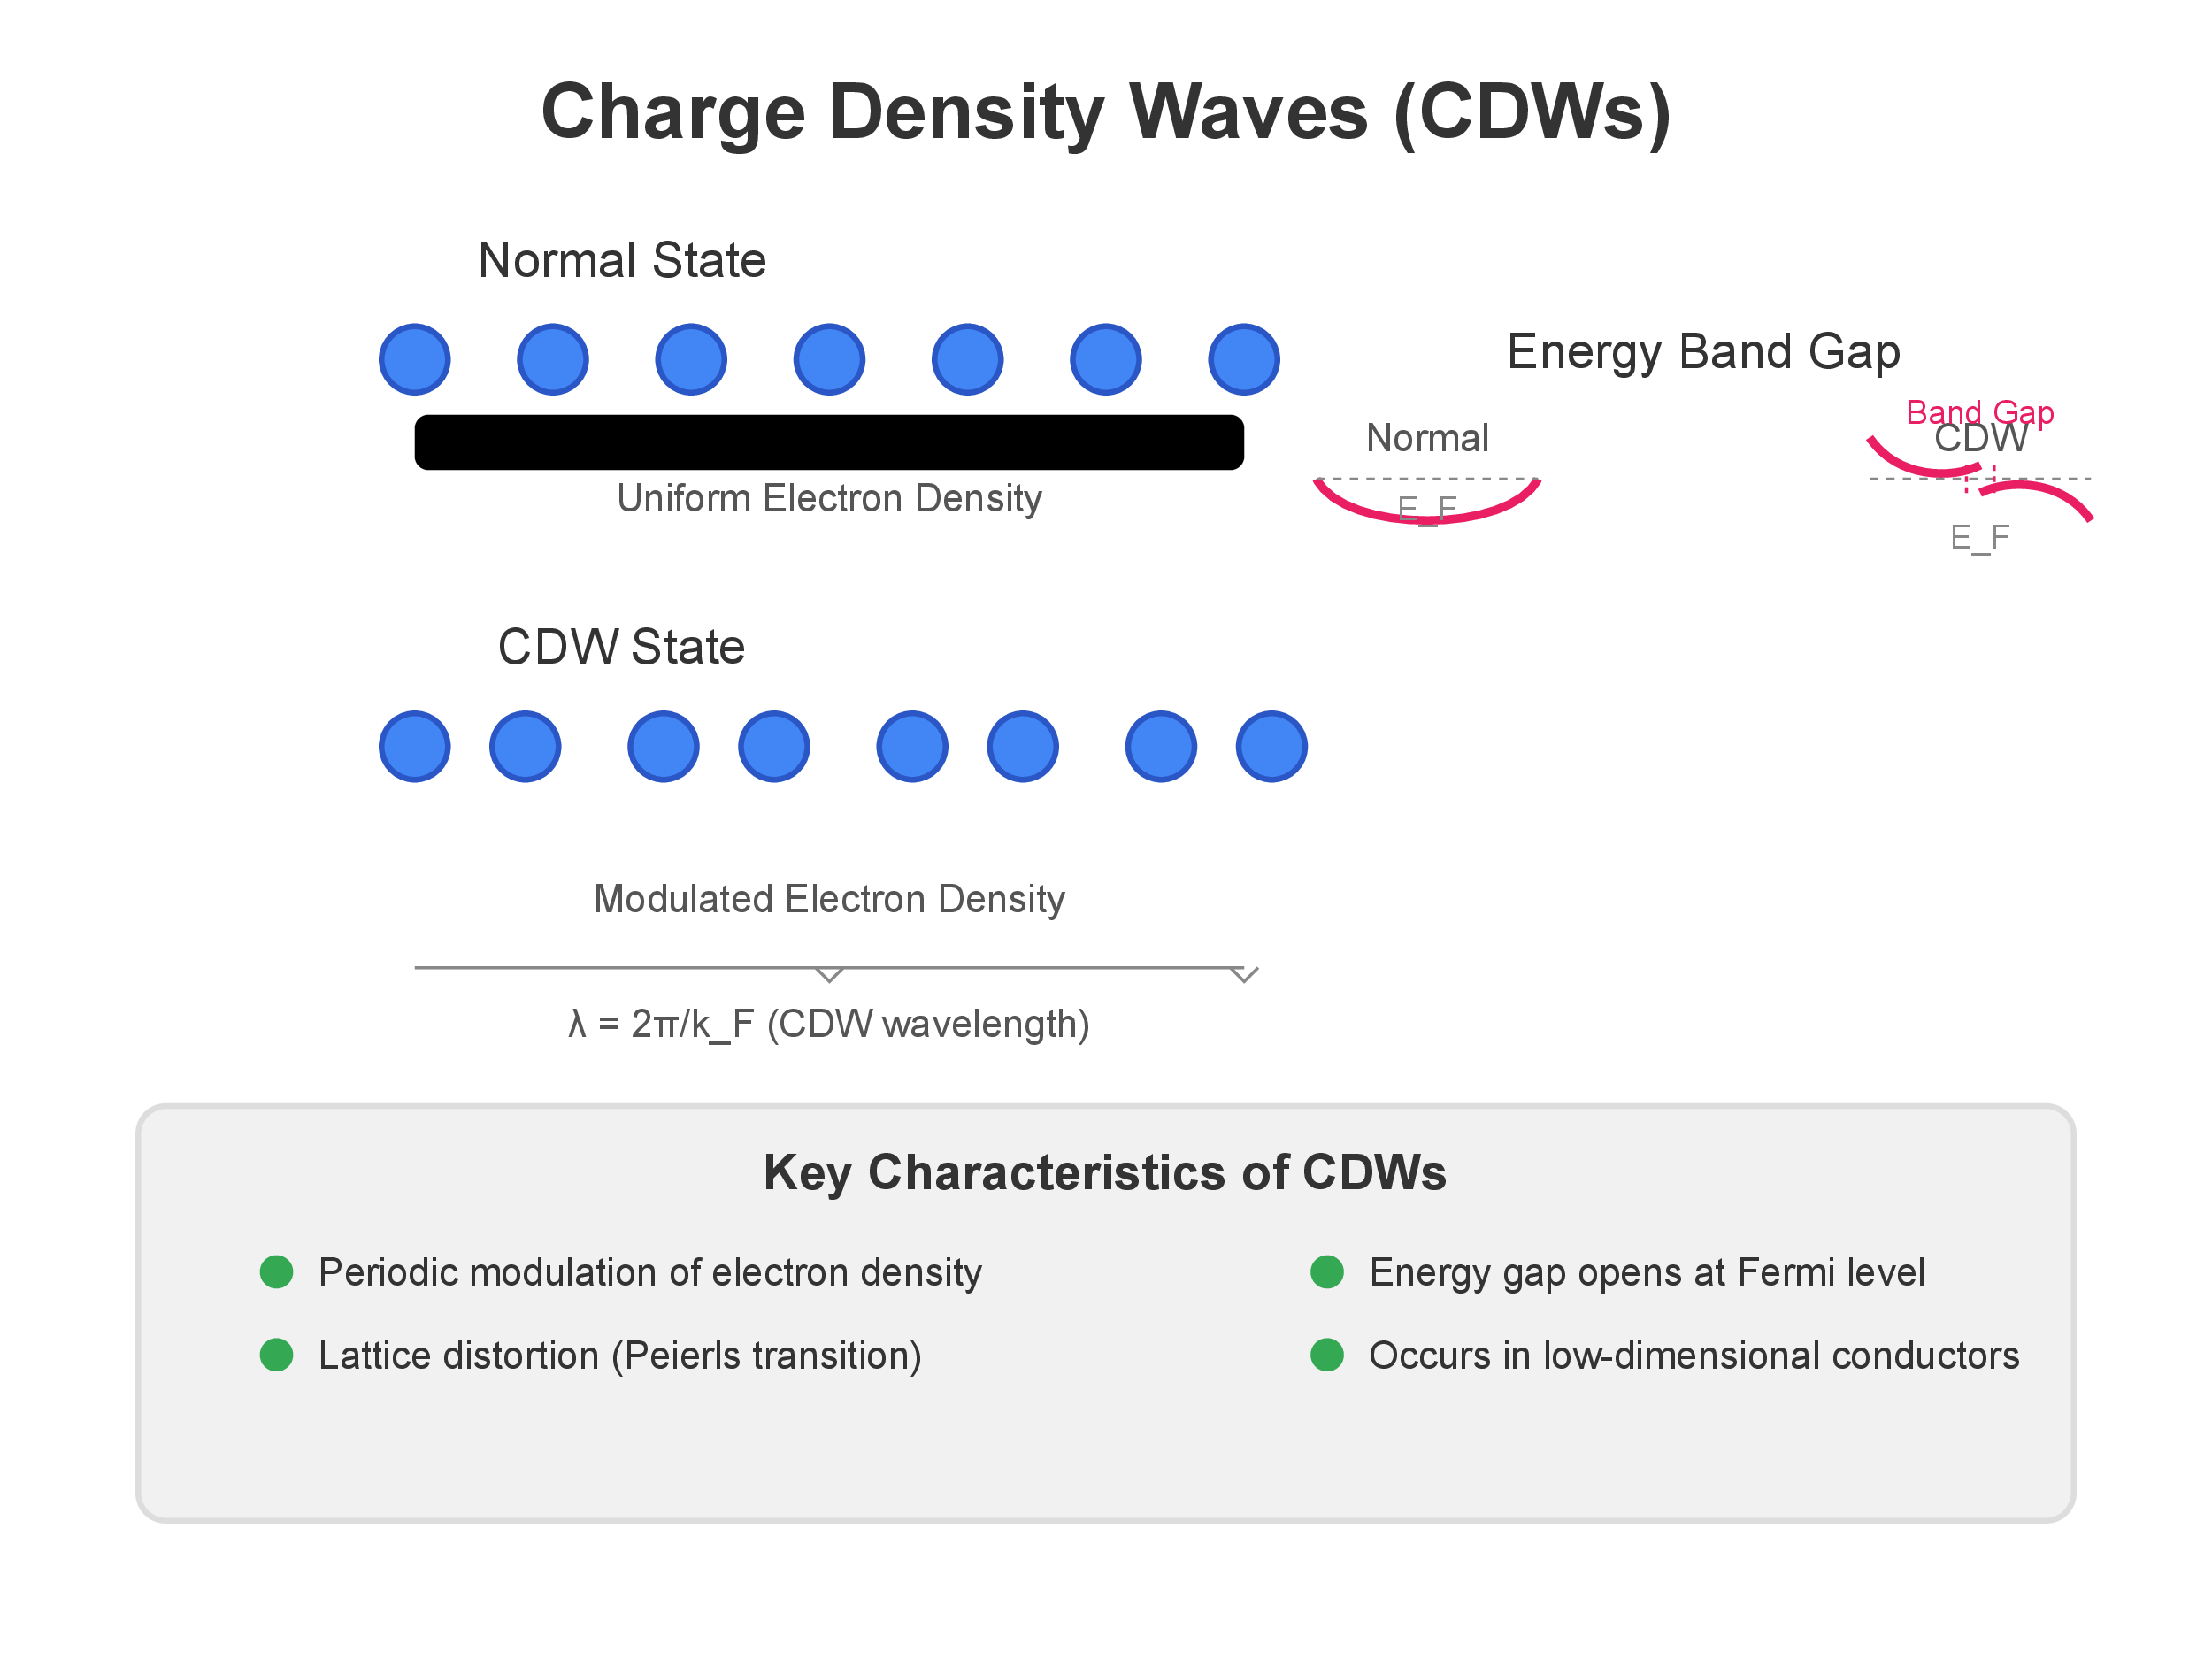 Charge Density Waves (CDWs)
Normal State
Uniform Electron Density
Energy Band Gap
Normal
E_F
Band Gap
CDW
E_F
CDW State
Modulated Electron Density
λ = 2π/k_F (CDW wavelength)
Key Characteristics of CDWs
Periodic modulation of electron density
Lattice distortion (Peierls transition)
Energy gap opens at Fermi level
Occurs in low-dimensional conductors